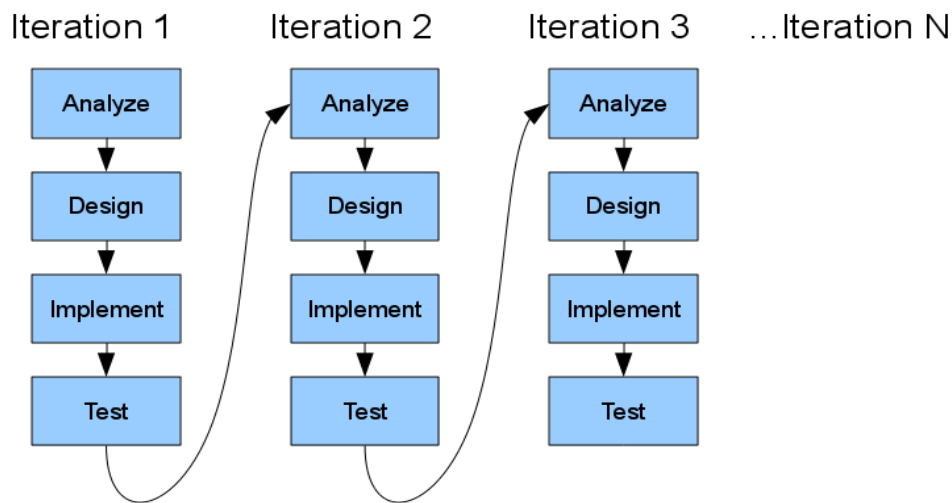 Iteration 1 Iteration 2 Iteration 3 ...Iteration N
Analyze Analyze Analyze
Design Design Design
Implement Implement Implement
Test Test Test